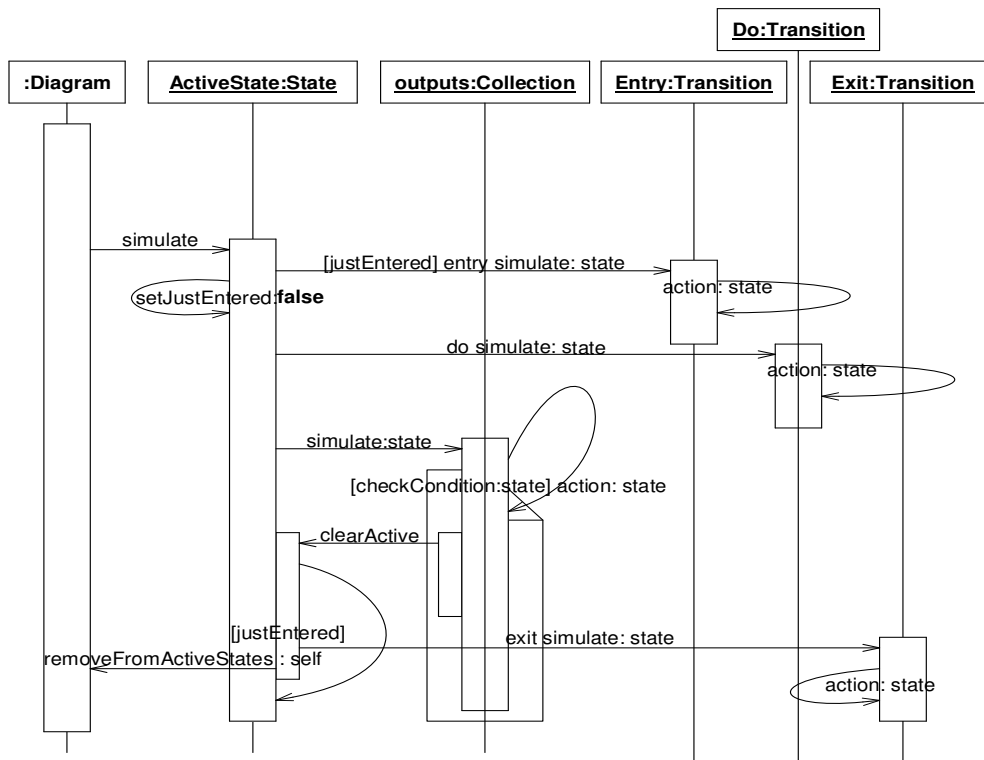 Do:Transition
:Diagram
ActiveState:State
outputs:Collection
Entry:Transition
Exit:Transition
simulate
[justEntered] entry simulate: state
setJustEntered:false
action: state
do simulate: state
action: state
simulate:state
[checkCondition:state] action: state
clearActive
[justEntered]
exit simulate: state
removeFromActiveStates : self
action: state